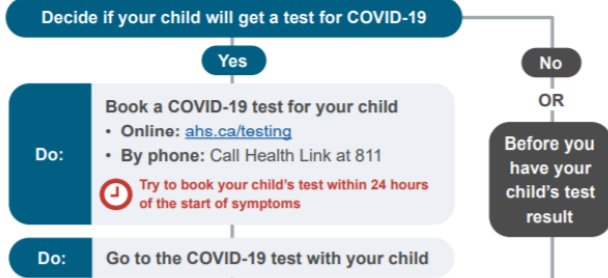 Decide if your child will get a test for COVID-19
Yes
No
OR
Before you
have your
child's test
result
Do:
Book a COVID-19 test for your child
• Online: ahs.ca/testing
• By phone: Call Health Link at 811
Try to book your child's test within 24 hours
of the start of symptoms
Do:
Go to the COVID-19 test with your child